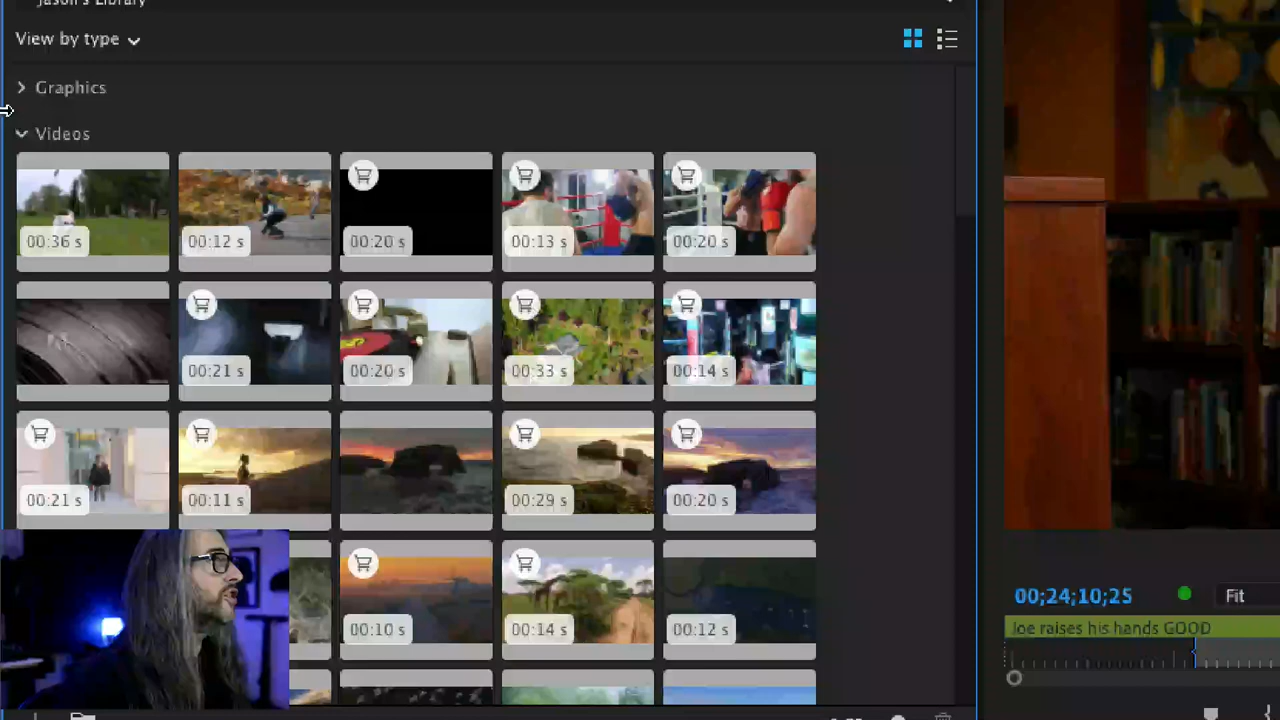 Jason's Library
View by type
Graphics
Videos
00:36 s
00:12 s
00:20 s
00:13 s
00:20 s
00:21 s
00:20 s
00:33 s
00:14 s
00:21 s
00:11 s
00:29 s
00:20 s
00:10 s
00:14 s
00:12 s
00;24;10;25
Fit
Joe raises his hands GOOD